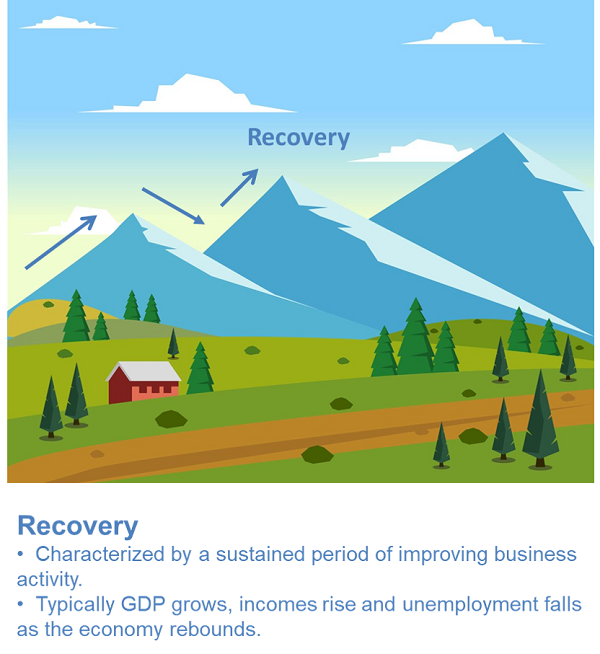 Recovery
Recovery
• Characterized by a sustained period of improving business
activity.
• Typically GDP grows, incomes rise and unemployment falls
as the economy rebounds.